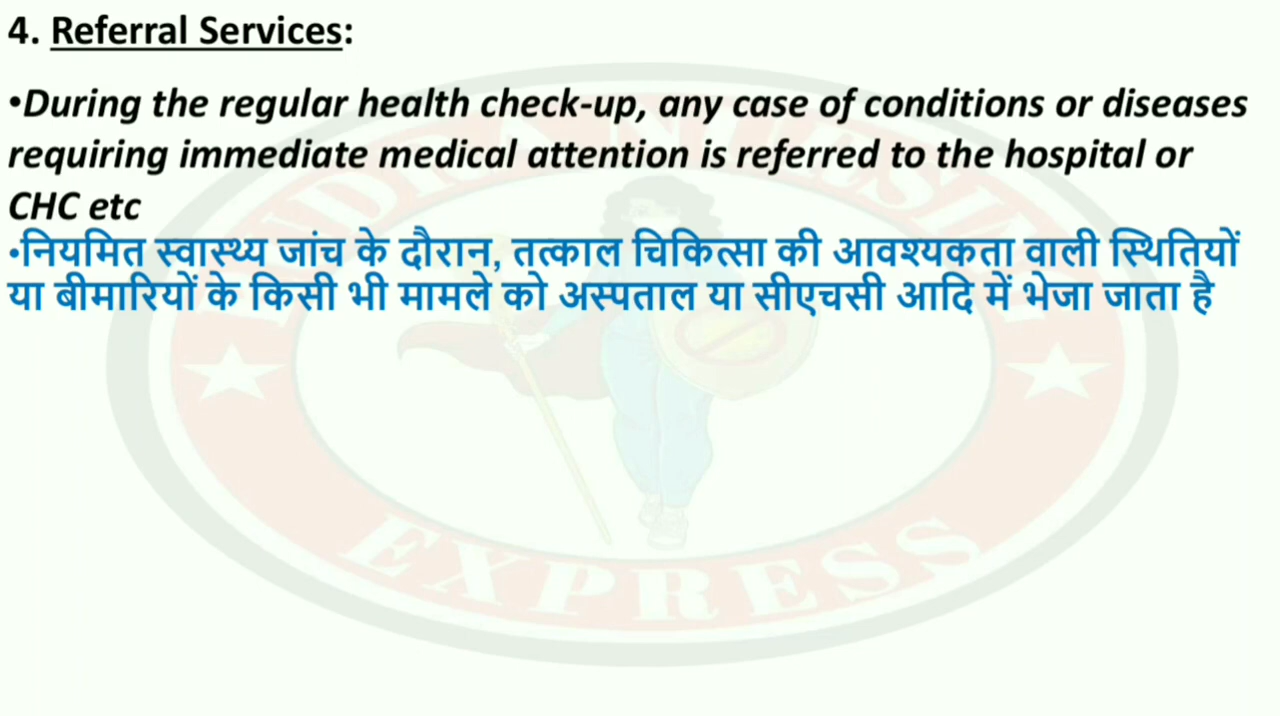 4. Referral Services:
•During the regular health check-up, any case of conditions or diseases
requiring immediate medical attention is referred to the hospital or
CHC etc
•नियमित स्वास्थ्य जांच के दौरान, तत्काल चिकित्सा की आवश्यकता वाली स्थितियों
या बीमारियों के किसी भी मामले को अस्पताल या सीएचसी आदि में भेजा जाता है
EXPRESS